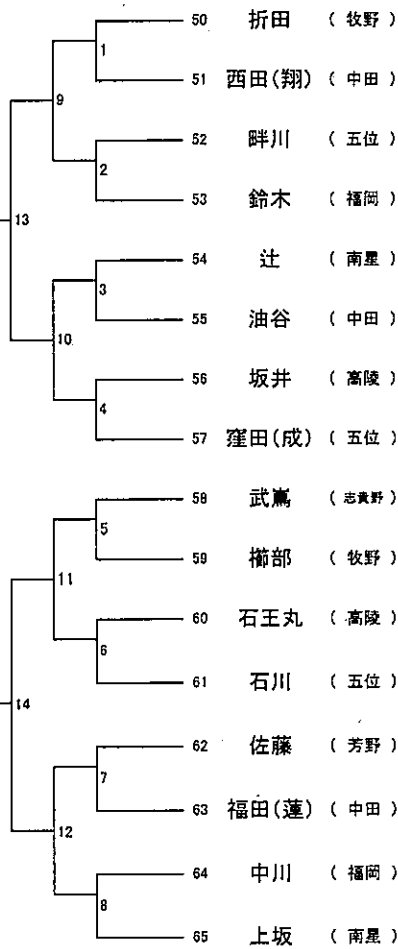 50 折田 ( 牧野 )
1
51 西田(翔) ( 中田 )
9
52 畔川 ( 五位 )
2
53 鈴木 ( 福岡 )
13
54 辻 ( 南星 )
3
55 油谷 ( 中田 )
10
56 坂井 ( 高陵 )
4
57 窪田(成) ( 五位 )
58 武嶌 ( 志貴野 )
5
59 櫛部 ( 牧野 )
11
60 石王丸 ( 高陵 )
6
61 石川 ( 五位 )
14
62 佐藤 ( 芳野 )
7
63 福田(蓮) ( 中田 )
12
64 中川 ( 福岡 )
8
65 上坂 ( 南星 )